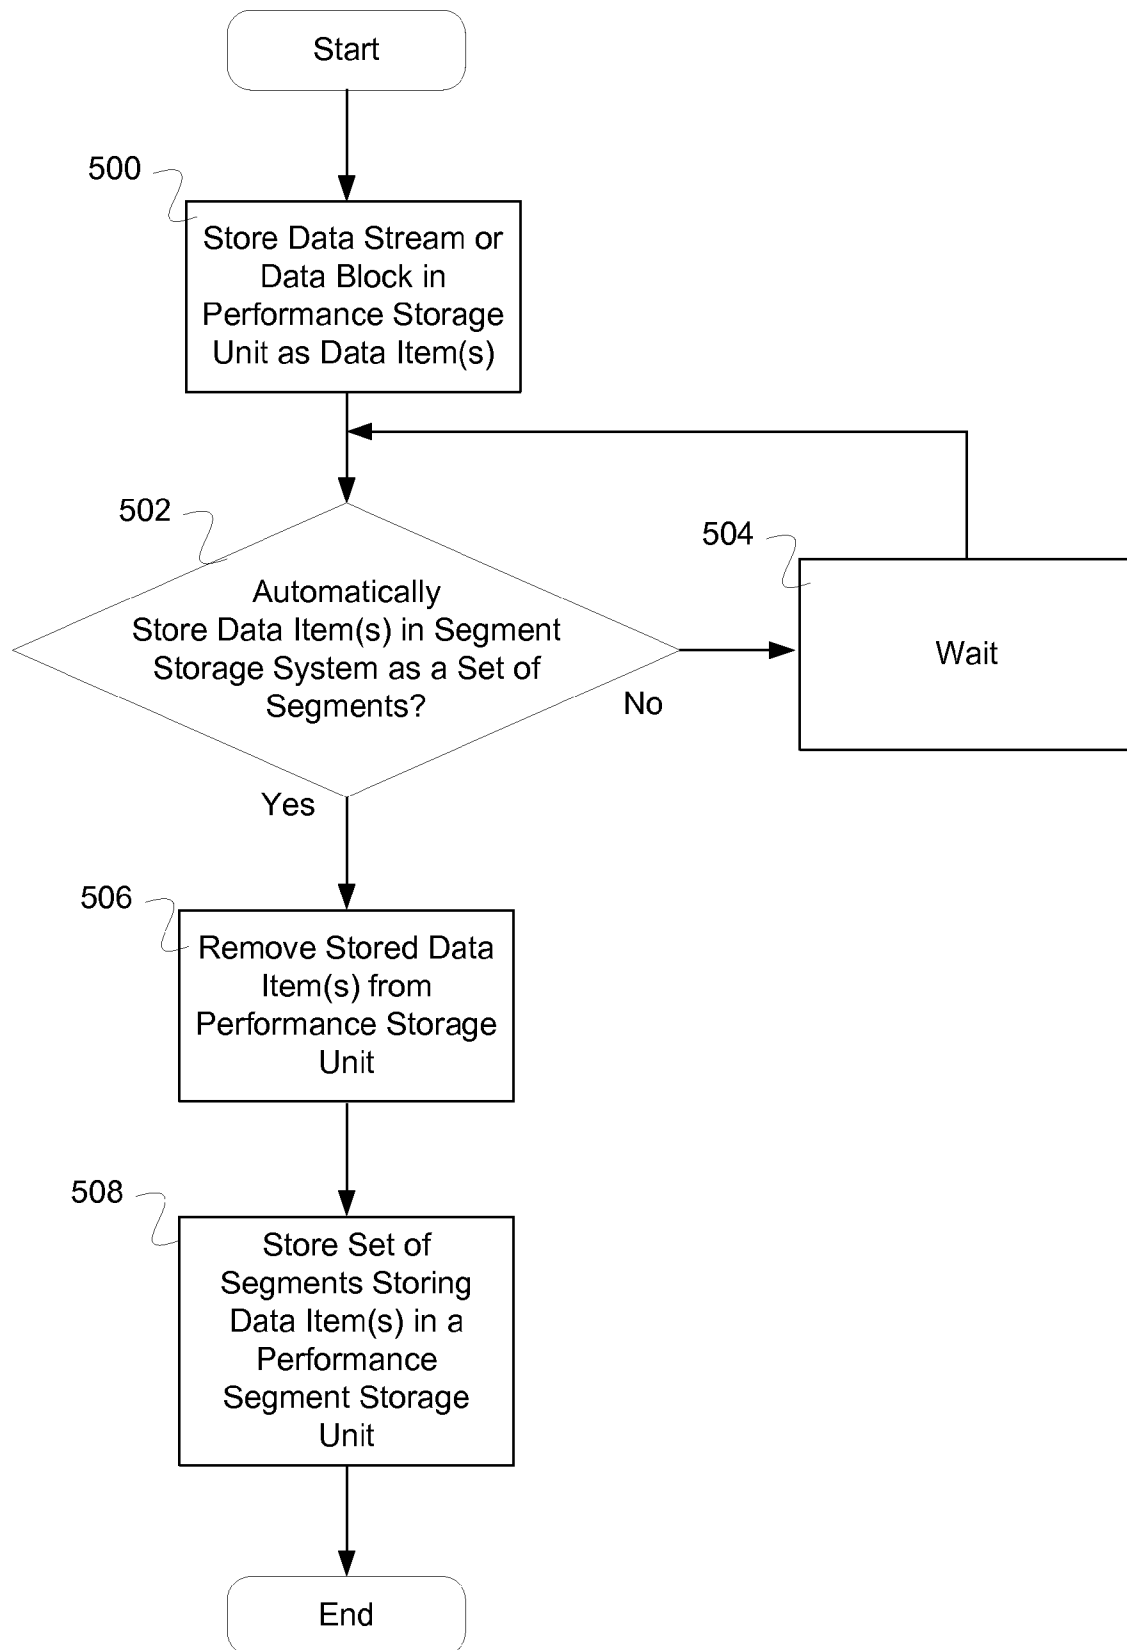 Start
500
Store Data Stream or
Data Block in
Performance Storage
Unit as Data Item(s)
502
Automatically
Store Data Item(s) in Segment
Storage System as a Set of
Segments?
504
Wait
No
Yes
506
Remove Stored Data
Item(s) from
Performance Storage
Unit
508
Store Set of
Segments Storing
Data Item(s) in a
Performance
Segment Storage
Unit
End